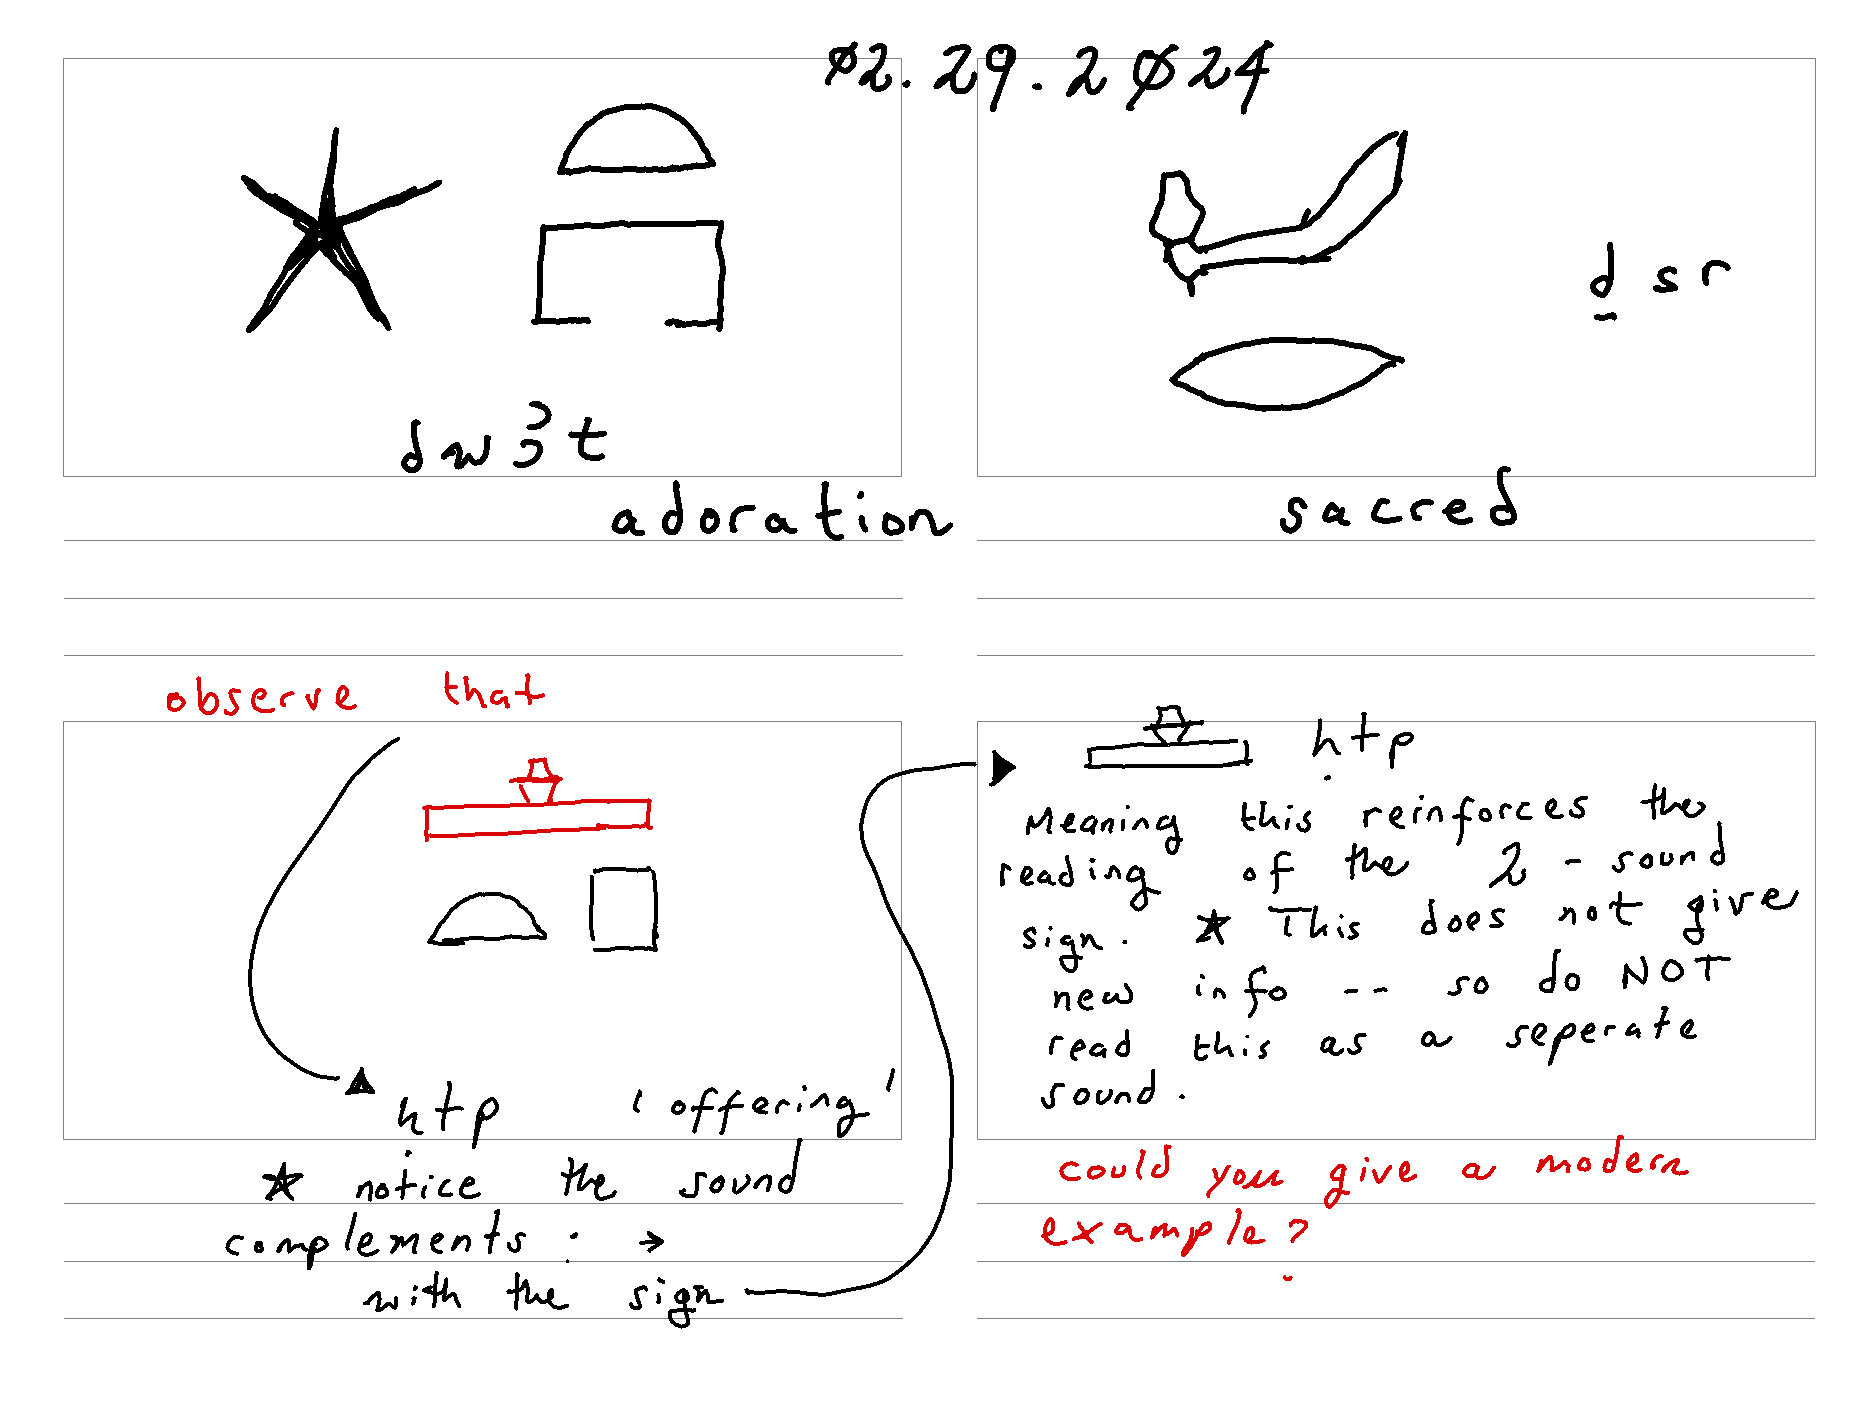 02.29.2024
dwꜣt
adoration
ḏsr
sacred
observe that
ḥtp 'offering'
★ notice the sound
complements : →
with the sign
ḥtp
Meaning this reinforces the
reading of the 2 - sound
sign. ★ This does not give
new info -- so do NOT
read this as a seperate
sound.
could you give a modern
example?